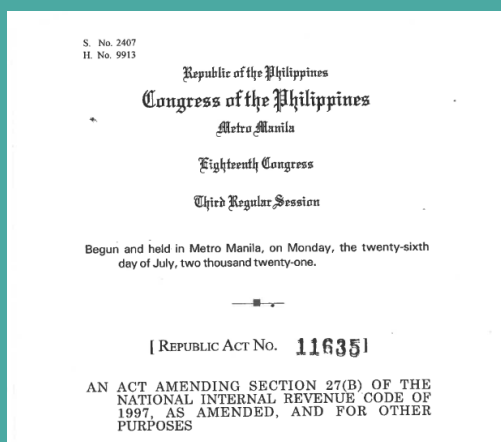 S. No. 2407
H. No. 9913
Republic of the Philippines
Congress of the Philippines
Metro Manila
Eighteenth Congress
Third Regular Session
Begun and held in Metro Manila, on Monday, the twenty-sixth
day of July, two thousand twenty-one.
[ REPUBLIC ACT NO. 11635 ]
AN ACT AMENDING SECTION 27(B) OF THE
NATIONAL INTERNAL REVENUE CODE OF
1997, AS AMENDED, AND FOR OTHER
PURPOSES